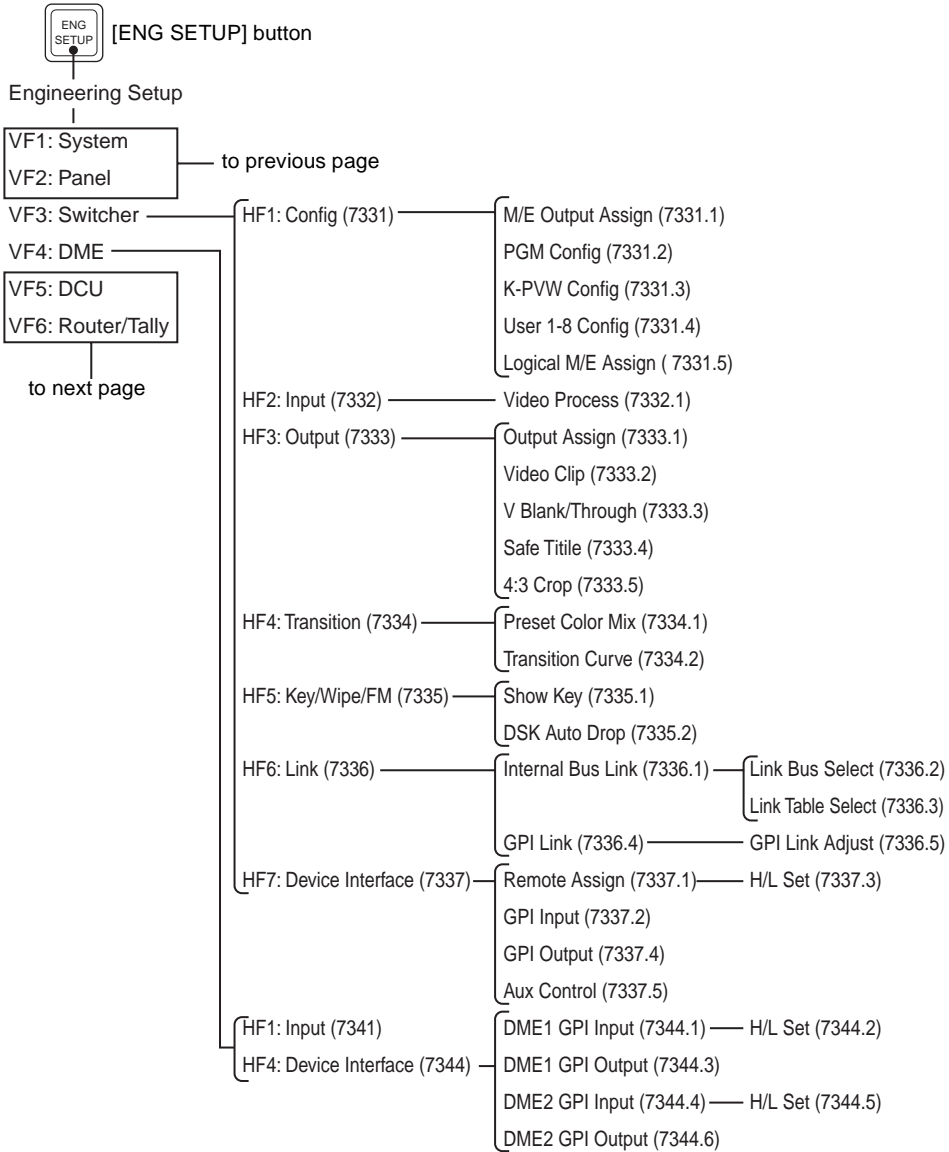 ENG
SETUP
[ENG SETUP] button
Engineering Setup
VF1: System
VF2: Panel
to previous page
VF3: Switcher
VF4: DME
VF5: DCU
VF6: Router/Tally
to next page
HF1: Config (7331)
M/E Output Assign (7331.1)
PGM Config (7331.2)
K-PVW Config (7331.3)
User 1-8 Config (7331.4)
Logical M/E Assign ( 7331.5)
HF2: Input (7332)
Video Process (7332.1)
HF3: Output (7333)
Output Assign (7333.1)
Video Clip (7333.2)
V Blank/Through (7333.3)
Safe Titile (7333.4)
4:3 Crop (7333.5)
HF4: Transition (7334)
Preset Color Mix (7334.1)
Transition Curve (7334.2)
HF5: Key/Wipe/FM (7335)
Show Key (7335.1)
DSK Auto Drop (7335.2)
HF6: Link (7336)
Internal Bus Link (7336.1)
Link Bus Select (7336.2)
Link Table Select (7336.3)
GPI Link (7336.4)
GPI Link Adjust (7336.5)
HF7: Device Interface (7337)
Remote Assign (7337.1)
H/L Set (7337.3)
GPI Input (7337.2)
GPI Output (7337.4)
Aux Control (7337.5)
HF1: Input (7341)
HF4: Device Interface (7344)
DME1 GPI Input (7344.1)
H/L Set (7344.2)
DME1 GPI Output (7344.3)
DME2 GPI Input (7344.4)
H/L Set (7344.5)
DME2 GPI Output (7344.6)